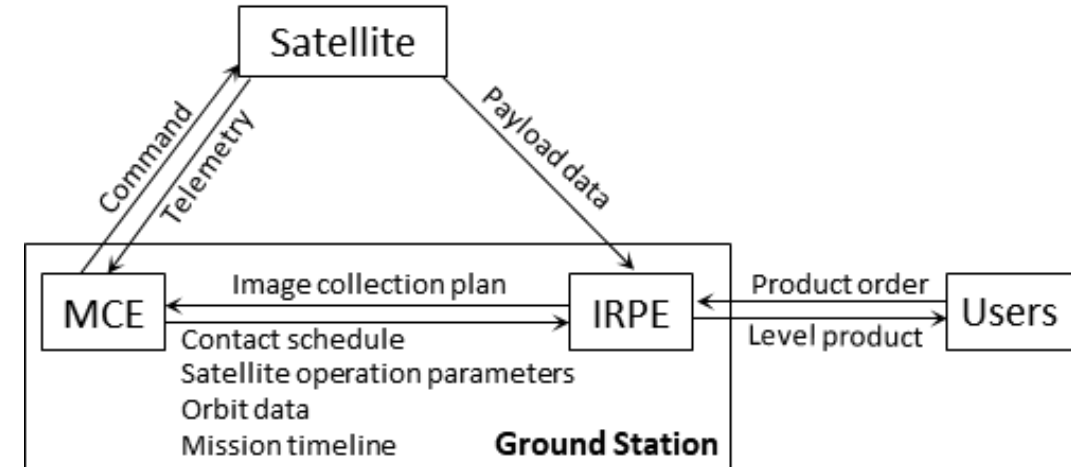 Satellite
Command
Telemetry
Payload data
MCE
Image collection plan
IRPE
Product order
Users
Level product
Contact schedule
Satellite operation parameters
Orbit data
Mission timeline
Ground Station